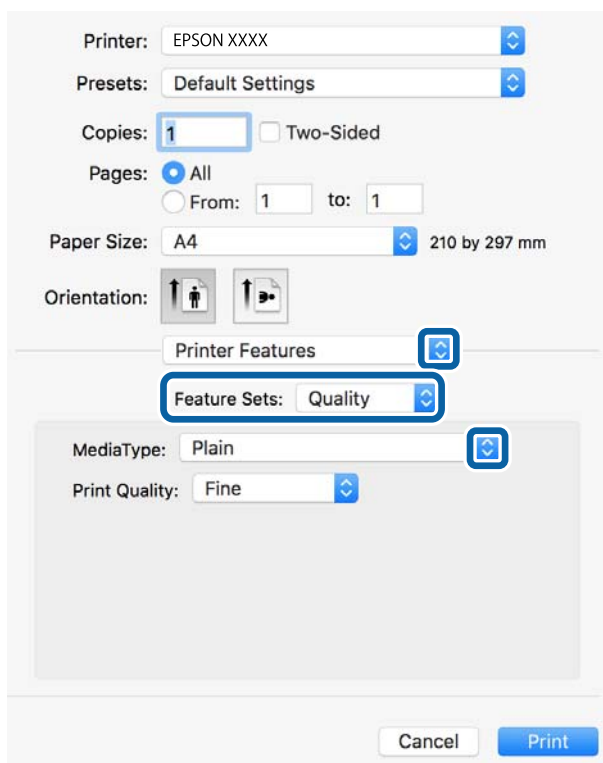 Printer: EPSON XXXX
Presets: Default Settings
Copies: 1 Two-Sided
Pages: All
From: 1 to: 1
Paper Size: A4 210 by 297 mm
Orientation:
Printer Features
Feature Sets: Quality
MediaType: Plain
Print Quality: Fine
Cancel Print